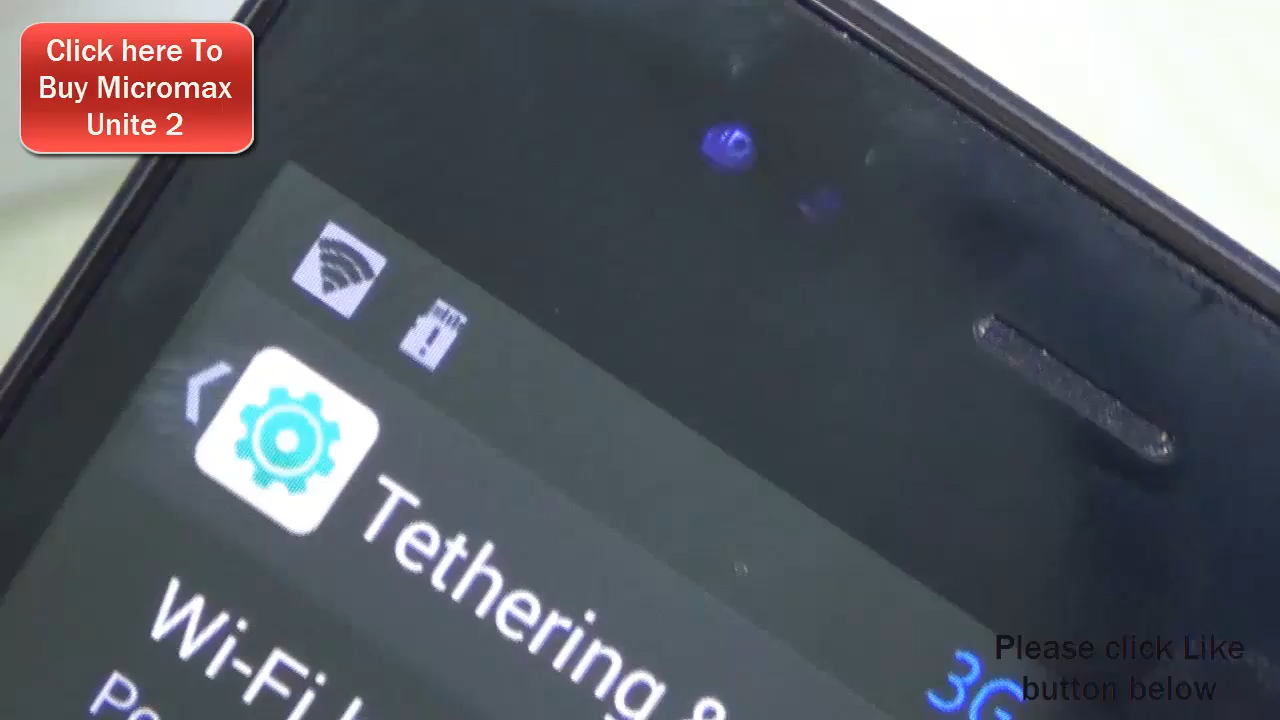 Click here To
Buy Micromax
Unite 2
Tethering &
Wi-Fi
3G
Please click Like
button below